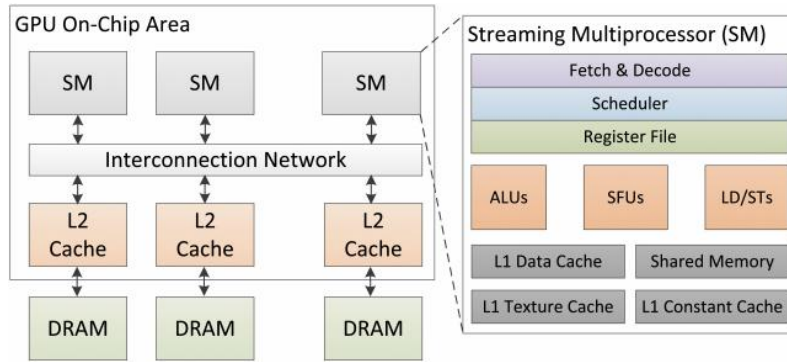 GPU On-Chip Area
SM SM SM
Interconnection Network
L2 L2 L2
Cache Cache Cache
DRAM DRAM DRAM
Streaming Multiprocessor (SM)
Fetch & Decode
Scheduler
Register File
ALUs SFUs LD/STs
L1 Data Cache Shared Memory
L1 Texture Cache L1 Constant Cache